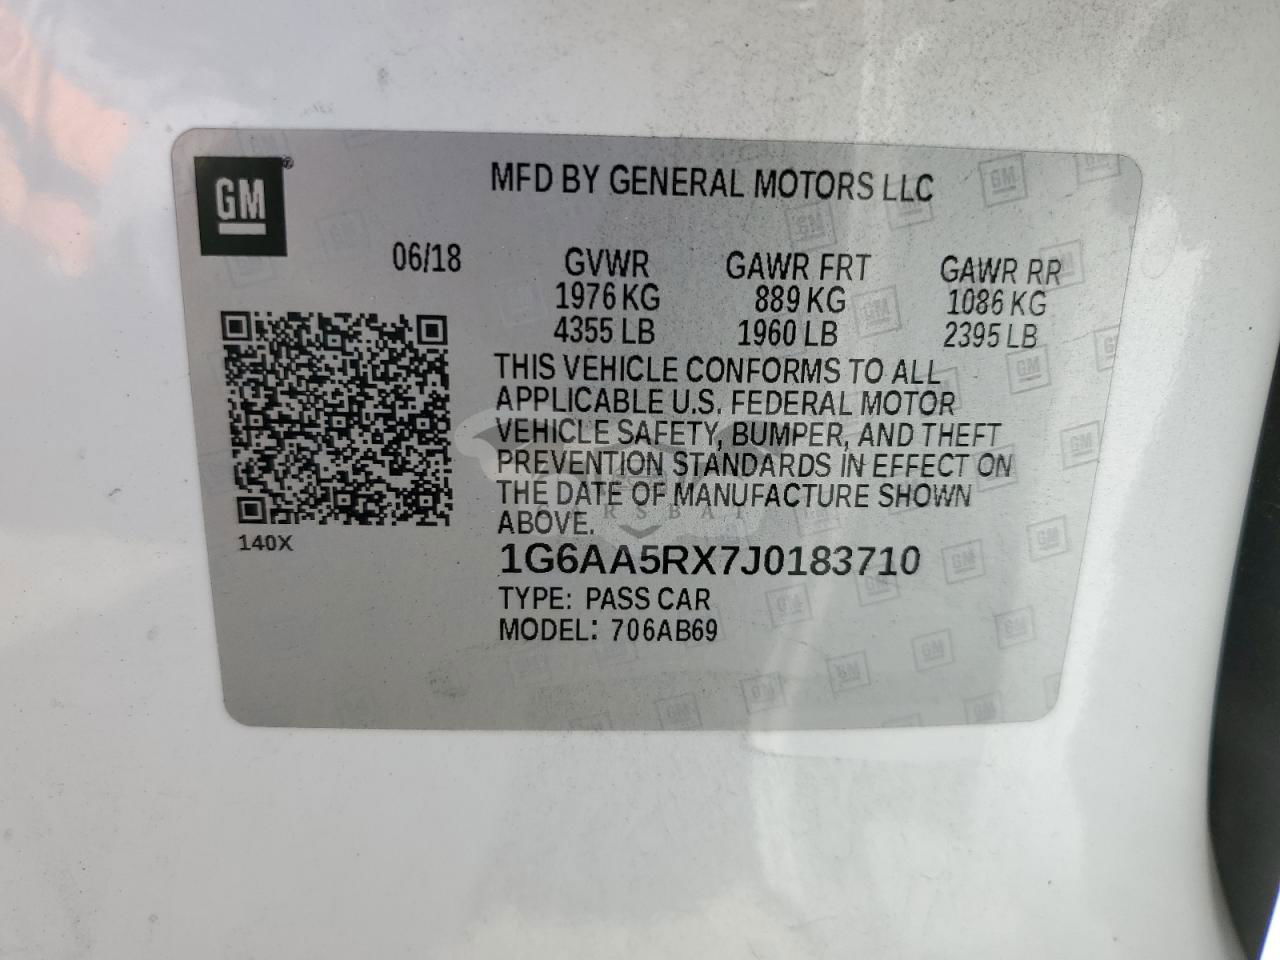 GM®
MFD BY GENERAL MOTORS LLC
06/18 GVWR GAWR FRT GAWR RR
1976 KG 889 KG 1086 KG
4355 LB 1960 LB 2395 LB
THIS VEHICLE CONFORMS TO ALL
APPLICABLE U.S. FEDERAL MOTOR
VEHICLE SAFETY, BUMPER, AND THEFT
PREVENTION STANDARDS IN EFFECT ON
THE DATE OF MANUFACTURE SHOWN
ABOVE.
140X
1G6AA5RX7J0183710
TYPE: PASS CAR
MODEL: 706AB69